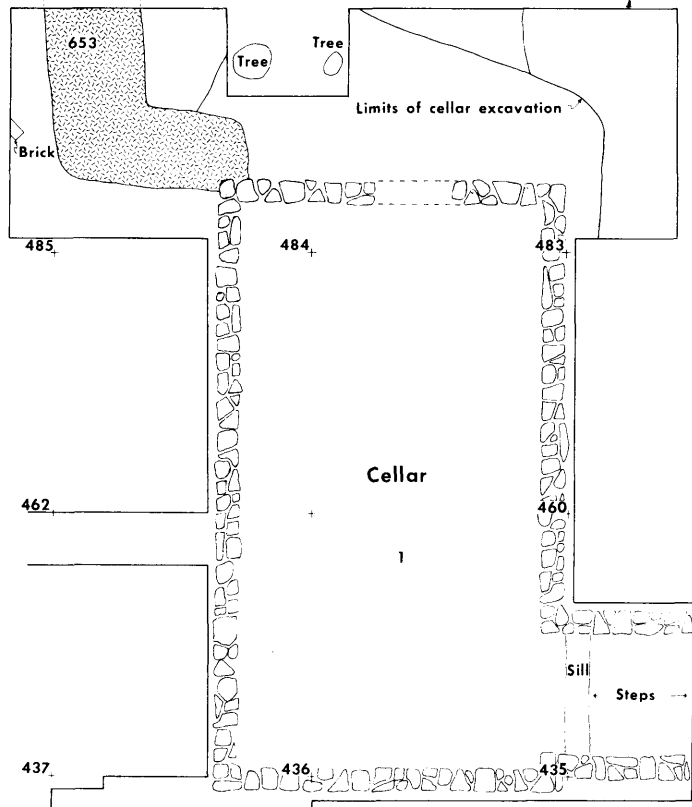 653
Tree
Tree
Limits of cellar excavation
Brick
485
484
483
Cellar
462
460
1
Sill
Steps
437
436
435